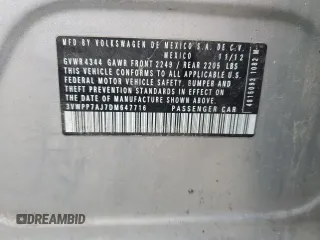 MFD BY VOLKSWAGEN DE MEXICO S.A. DE C.V.
MEXICO 11/12
GVWR 4344 GAWR FRONT 2249 / REAR 2205 LBS
THIS VEHICLE CONFORMS TO ALL APPLICABLE U.S.
FEDERAL MOTOR VEHICLE SAFETY, BUMPER AND
THEFT PREVENTION STANDARDS IN EFFECT ON
THE DATE OF MANUFACTURE SHOWN ABOVE
3VWPP7AJ7DM647716 PASSENGER CAR
DREAMBID